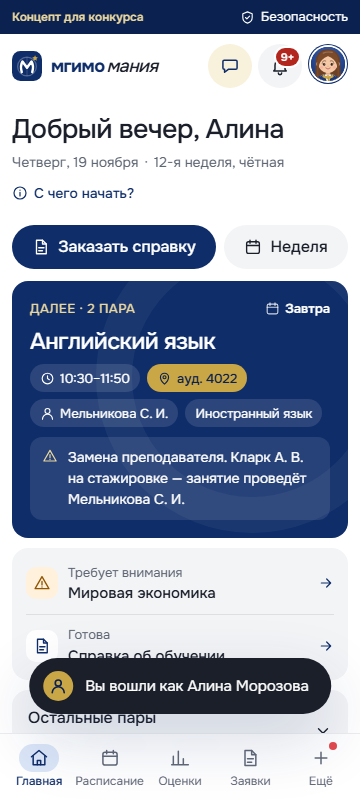 Концепт для конкурса
Безопасность
М мгимо мания
9+
Добрый вечер, Алина
Четверг, 19 ноября · 12-я неделя, чётная
С чего начать?
Заказать справку
Неделя
ДАЛЕЕ · 2 ПАРА
Завтра
Английский язык
10:30–11:50
ауд. 4022
Мельникова С. И.
Иностранный язык
Замена преподавателя. Кларк А. В.
на стажировке — занятие проведёт
Мельникова С. И.
Требует внимания
Мировая экономика
Готова
Справка об обучении
Вы вошли как Алина Морозова
Остальные пары
Главная
Расписание
Оценки
Заявки
Ещё